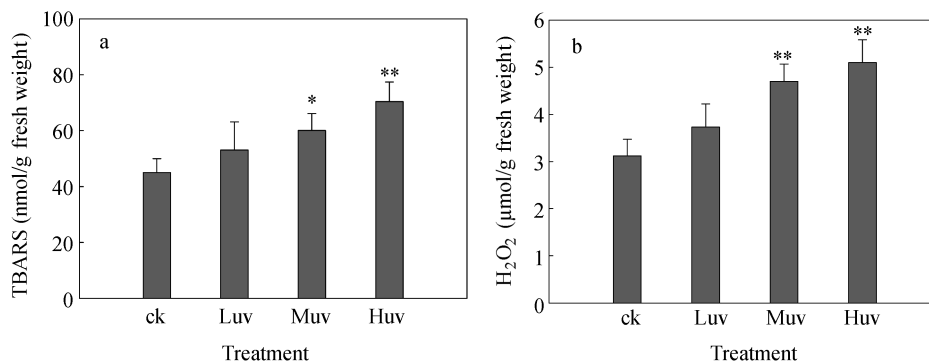 a
TBARS (nmol/g fresh weight)
100
80
60
40
20
0
*
**
ck Luv Muv Huv
Treatment
b
H₂O₂ (μmol/g fresh weight)
6
5
4
3
2
1
0
**
**
ck Luv Muv Huv
Treatment